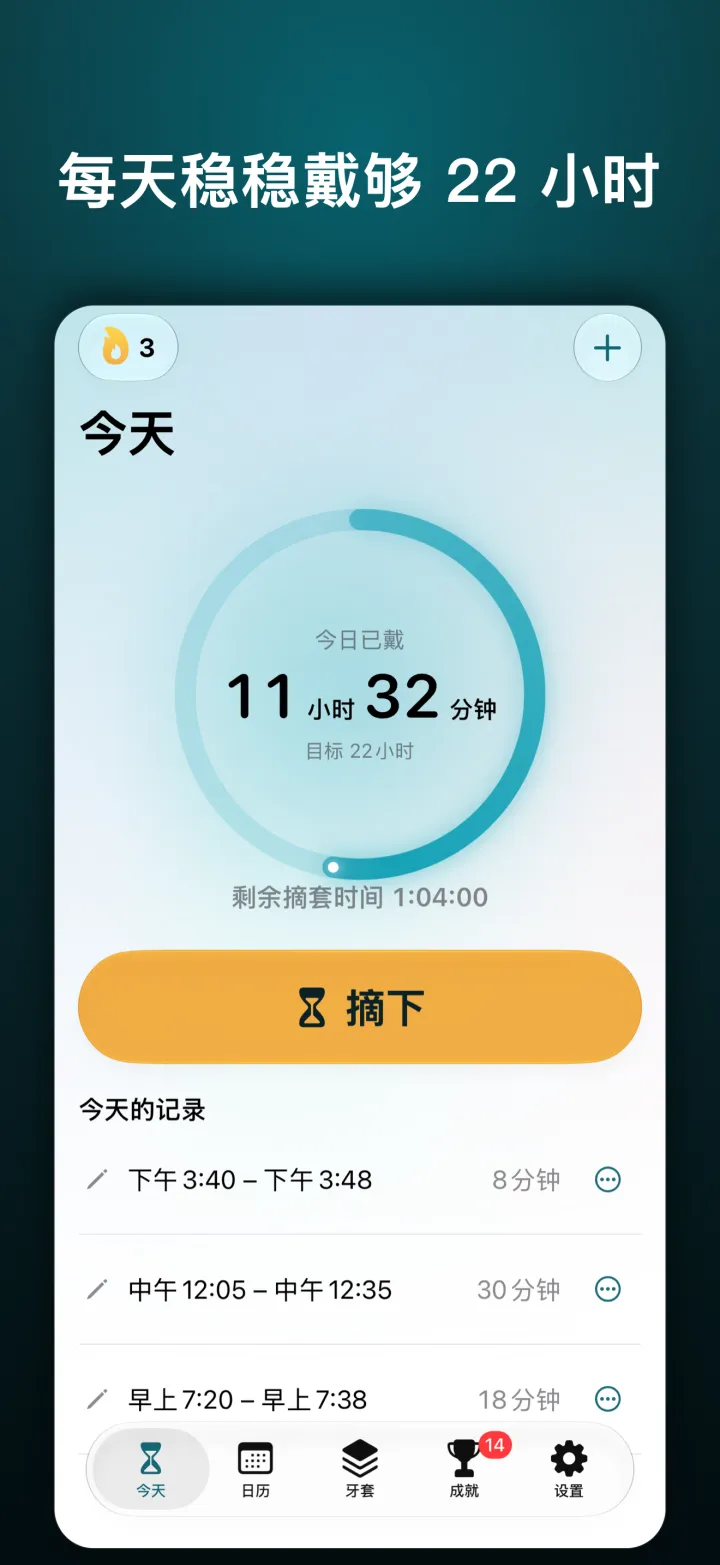 每天稳稳戴够 22 小时
3
今天
今日已戴
11 小时 32 分钟
目标 22小时
剩余摘套时间 1:04:00
摘下
今天的记录
下午 3:40 – 下午 3:48 8分钟
中午 12:05 – 中午 12:35 30分钟
早上 7:20 – 早上 7:38 18分钟
14
今天 日历 牙套 成就 设置